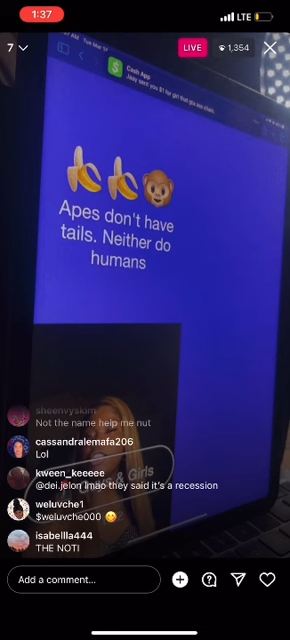 1:37
LTE
7
LIVE
1,354
Cash App
Apes don't have
tails. Neither do
humans
sheenvyskim
Not the name help me nut
cassandralemafa206
Lol
kween_keeeee
@dei.jelon lmao they said it's a recession
& Girls
weluvche1
$weluvche000
isabellla444
THE NOTI
Add a comment...